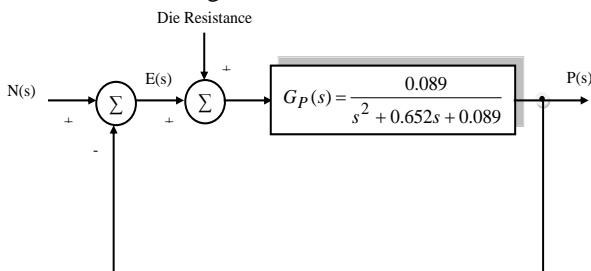 Die Resistance
N(s)
E(s)
P(s)
+
+
+
-
∑
∑
G_P(s) = 0.089 / (s^2 + 0.652s + 0.089)